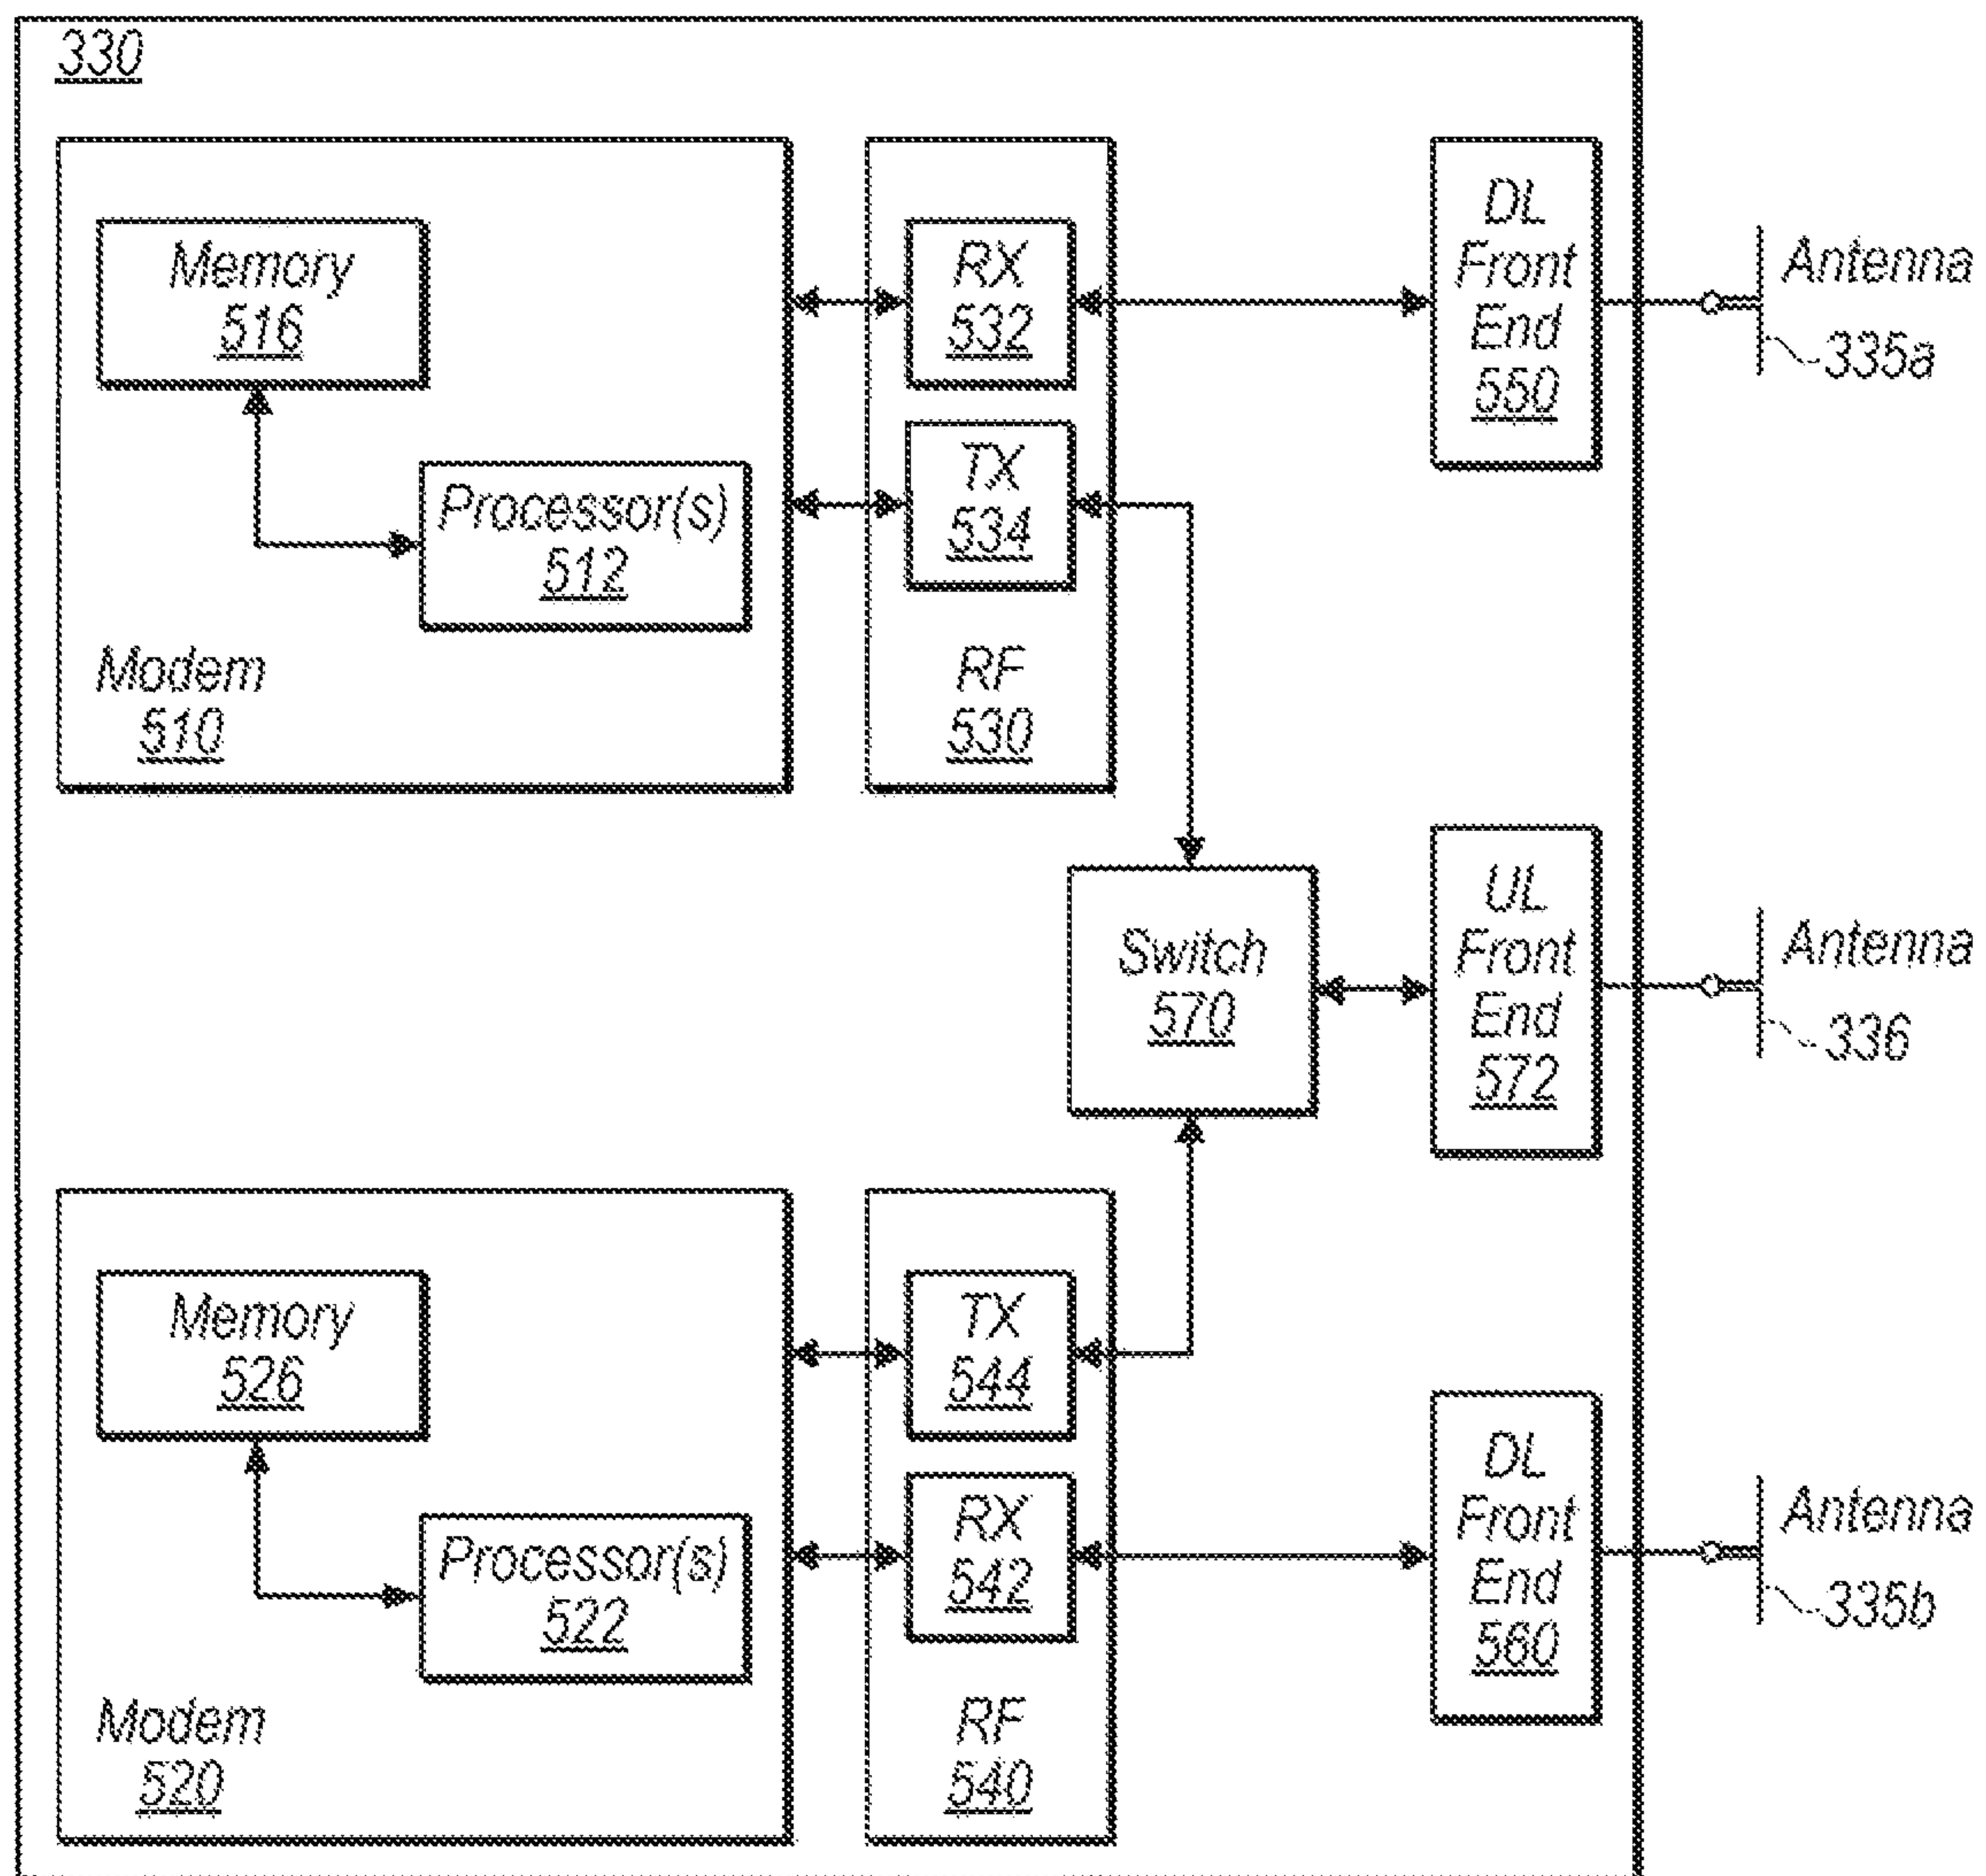 330
Memory
516
Processor(s)
512
Modem
510
RX
532
TX
534
RF
530
DL
Front
End
550
Antenna
335a
Switch
570
UL
Front
End
572
Antenna
336
Memory
526
Processor(s)
522
Modem
520
TX
544
RX
542
RF
540
DL
Front
End
560
Antenna
335b